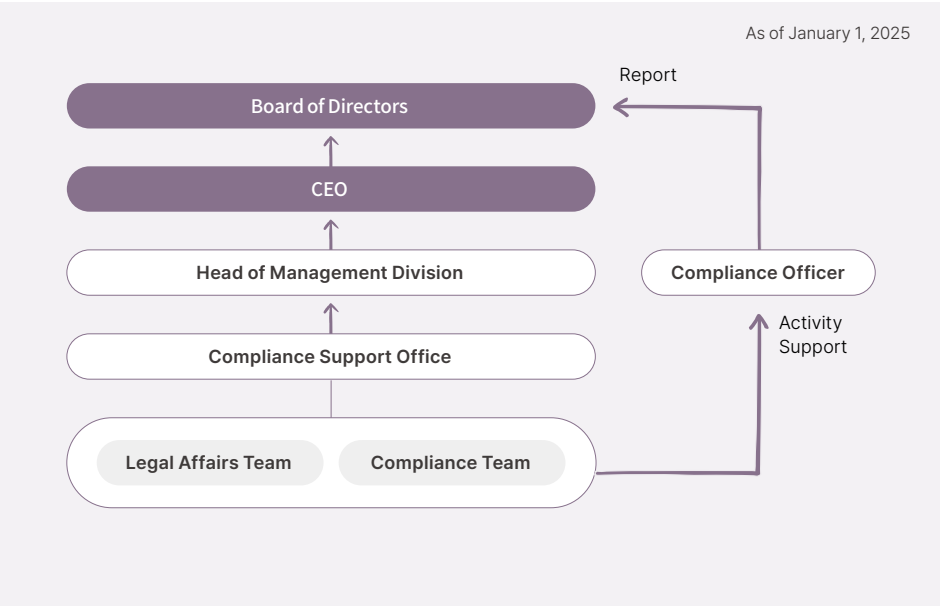 As of January 1, 2025
Report
Board of Directors
CEO
Head of Management Division
Compliance Officer
Activity
Support
Compliance Support Office
Legal Affairs Team
Compliance Team